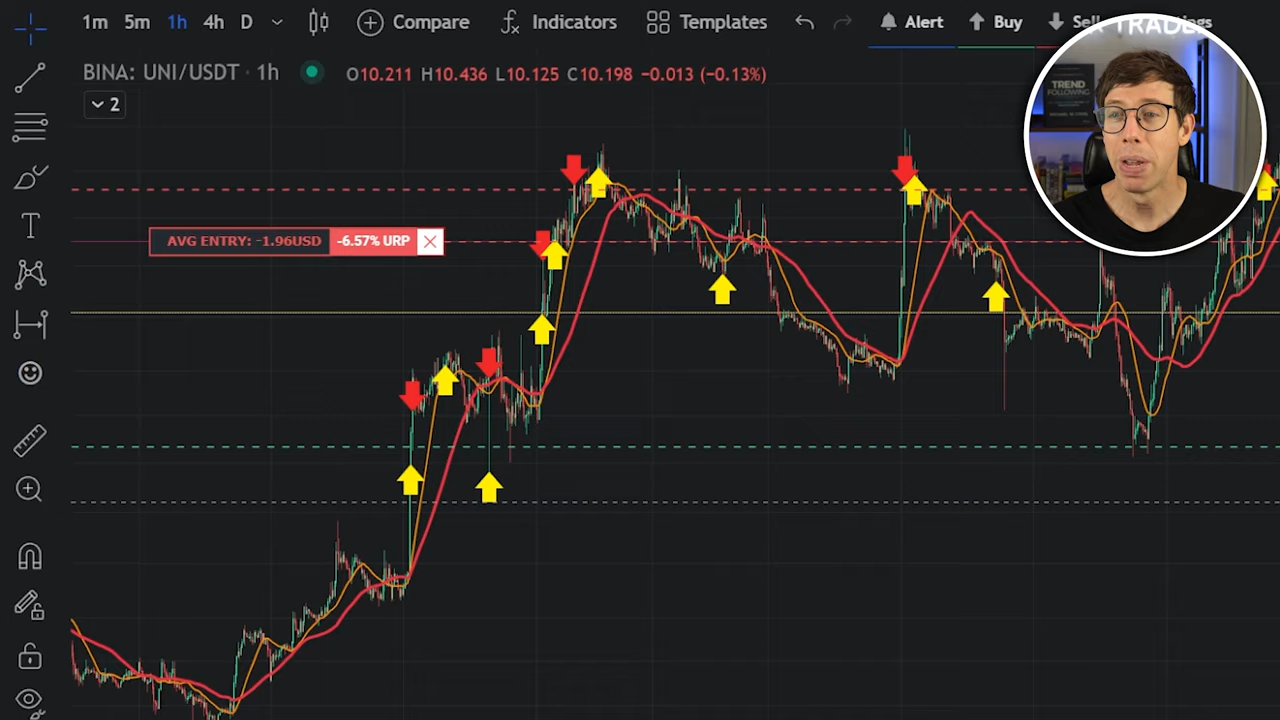 1m 5m 1h 4h D Compare Indicators Templates Alert Buy
TRADER
BINA: UNI/USDT · 1h O10.211 H10.436 L10.125 C10.198 −0.013 (−0.13%)
2
TREND
FOLLOWING
AVG ENTRY: -1.96USD -6.57% URP
T